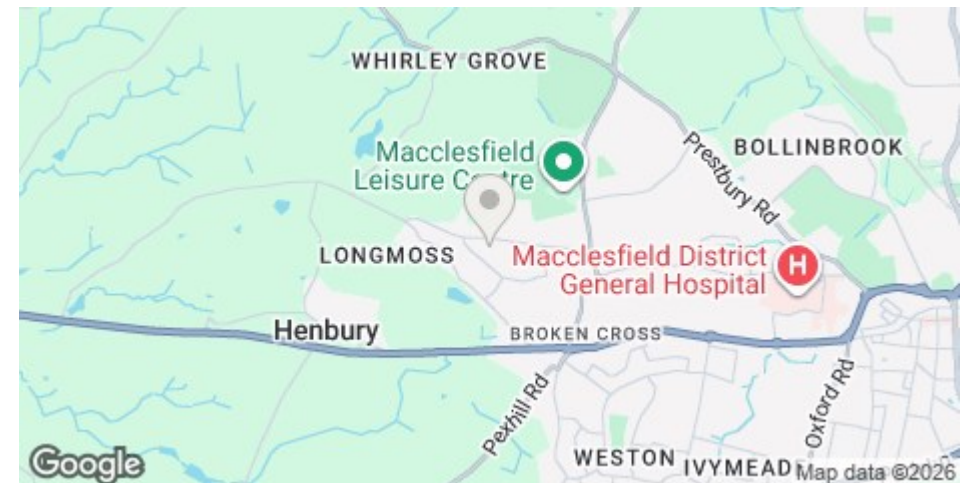 WHIRLEY GROVE
Prestbury Rd
BOLLINBROOK
Macclesfield
Leisure Centre
LONGMOSS
Macclesfield District
General Hospital
H
Henbury
BROKEN CROSS
Pexhill Rd
Oxford Rd
WESTON
IVYMEADE
Google
Map data ©2026